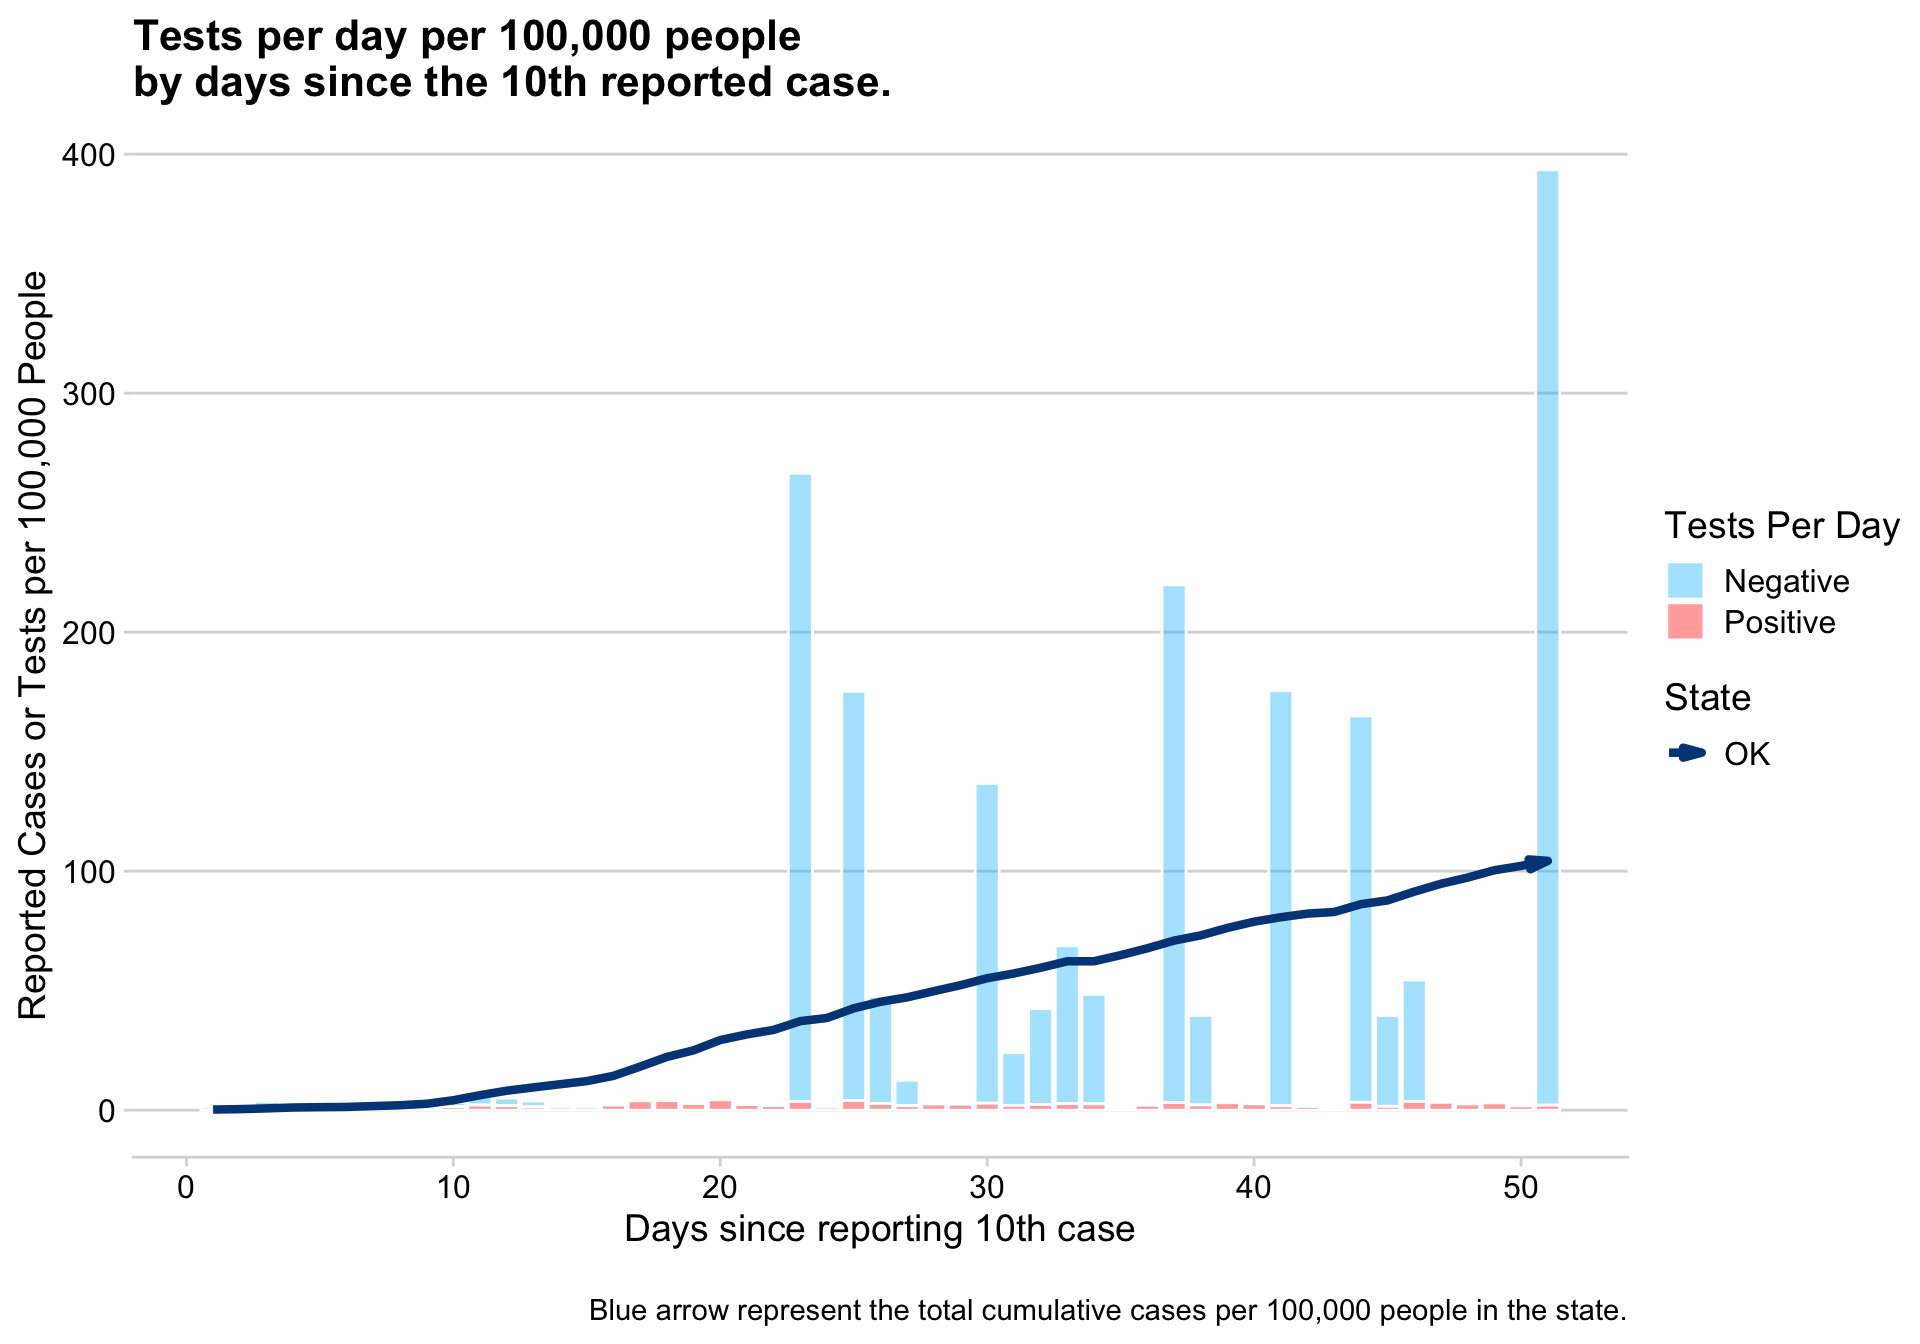 Tests per day per 100,000 people
by days since the 10th reported case.
Reported Cases or Tests per 100,000 People
400
300
200
100
0
0 10 20 30 40 50
Days since reporting 10th case
Tests Per Day
Negative
Positive
State
OK
Blue arrow represent the total cumulative cases per 100,000 people in the state.